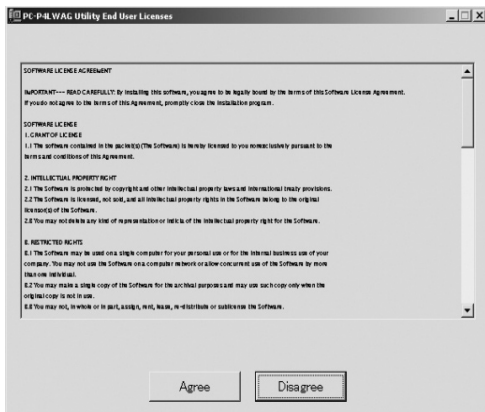 PC-P4LWAG Utility End User Licenses
SOFTWARE LICENSE AGREEMENT
IMPORTANT--- READ CAREFULLY: By installing this software, you agree to be legally bound by the terms of this Software License Agreement.
If you do not agree to the terms of this Agreement, promptly close the installation program.
SOFTWARE LICENSE
1. GRANT OF LICENSE
1.1 The software contained in the packet(s) (The Software) is hereby licensed to you nonexclusively pursuant to the
terms and conditions of this Agreement.
2. INTELLECTUAL PROPERTY RIGHT
2.1 The Software is protected by copyright and other intellectual property laws and international treaty provisions.
2.2 The Software is licensed, not sold, and all intellectual property rights in the Software belong to the original
licensor(s) of the Software.
2.3 You may not delete any kind of representation or indicia of the intellectual property right for the Software.
3. RESTRICTED RIGHTS
3.1 The Software may be used on a single computer for your personal use or for the internal business use of your
company. You may not use the Software on a computer network or allow concurrent use of the Software by more
than one individual.
3.2 You may make a single copy of the Software for the archival purposes and may use such copy only when the
original copy is not in use.
3.3 You may not, in whole or in part, assign, rent, lease, re-distribute or sublicense the Software.
Agree
Disagree